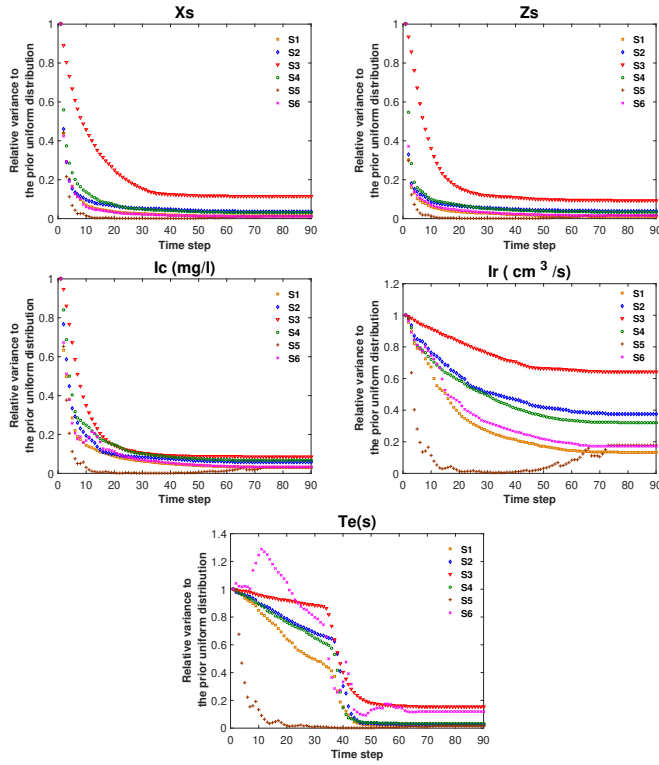 Xs
Relative variance to
the prior uniform distribution
1
0.8
0.6
0.4
0.2
0
0 10 20 30 40 50 60 70 80 90
Time step
S1
S2
S3
S4
S5
S6
Zs
Relative variance to
the prior uniform distribution
1
0.8
0.6
0.4
0.2
0
0 10 20 30 40 50 60 70 80 90
Time step
S1
S2
S3
S4
S5
S6
Ic (mg/l)
Relative variance to
the prior uniform distribution
1
0.8
0.6
0.4
0.2
0
0 10 20 30 40 50 60 70 80 90
Time step
S1
S2
S3
S4
S5
S6
Ir ( cm 3 /s)
Relative variance to
the prior uniform distribution
1.2
1
0.8
0.6
0.4
0.2
0
0 10 20 30 40 50 60 70 80 90
Time step
S1
S2
S3
S4
S5
S6
Te(s)
Relative variance to
the prior uniform distribution
1.4
1.2
1
0.8
0.6
0.4
0.2
0
0 10 20 30 40 50 60 70 80 90
Time step
S1
S2
S3
S4
S5
S6